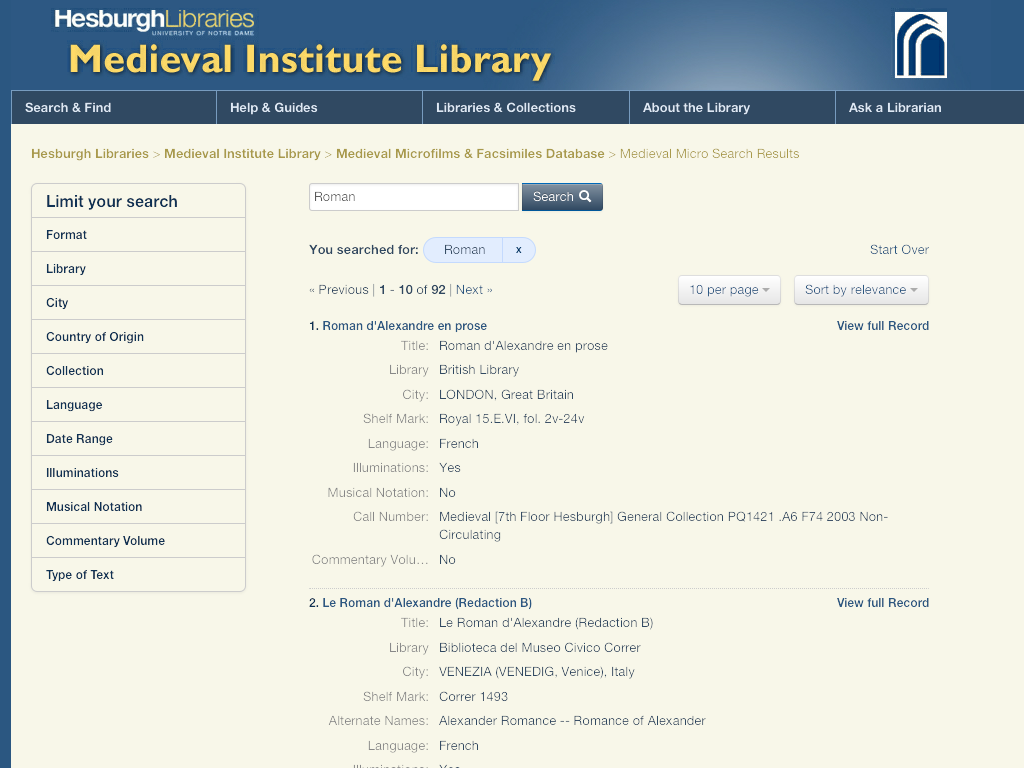 HesburghLibraries
UNIVERSITY OF NOTRE DAME
Medieval Institute Library
Search & Find
Help & Guides
Libraries & Collections
About the Library
Ask a Librarian
Hesburgh Libraries > Medieval Institute Library > Medieval Microfilms & Facsimiles Database > Medieval Micro Search Results
Limit your search
Format
Library
City
Country of Origin
Collection
Language
Date Range
Illuminations
Musical Notation
Commentary Volume
Type of Text
Roman
Search
You searched for: Roman x
Start Over
« Previous | 1 - 10 of 92 | Next »
10 per page
Sort by relevance
1. Roman d'Alexandre en prose
View full Record
Title: Roman d'Alexandre en prose
Library British Library
City: LONDON, Great Britain
Shelf Mark: Royal 15.E.VI, fol. 2v-24v
Language: French
Illuminations: Yes
Musical Notation: No
Call Number: Medieval [7th Floor Hesburgh] General Collection PQ1421 .A6 F74 2003 Non-
Circulating
Commentary Volu... No
2. Le Roman d'Alexandre (Redaction B)
View full Record
Title: Le Roman d'Alexandre (Redaction B)
Library Biblioteca del Museo Civico Correr
City: VENEZIA (VENEDIG, Venice), Italy
Shelf Mark: Correr 1493
Alternate Names: Alexander Romance -- Romance of Alexander
Language: French
Illuminations: Yes